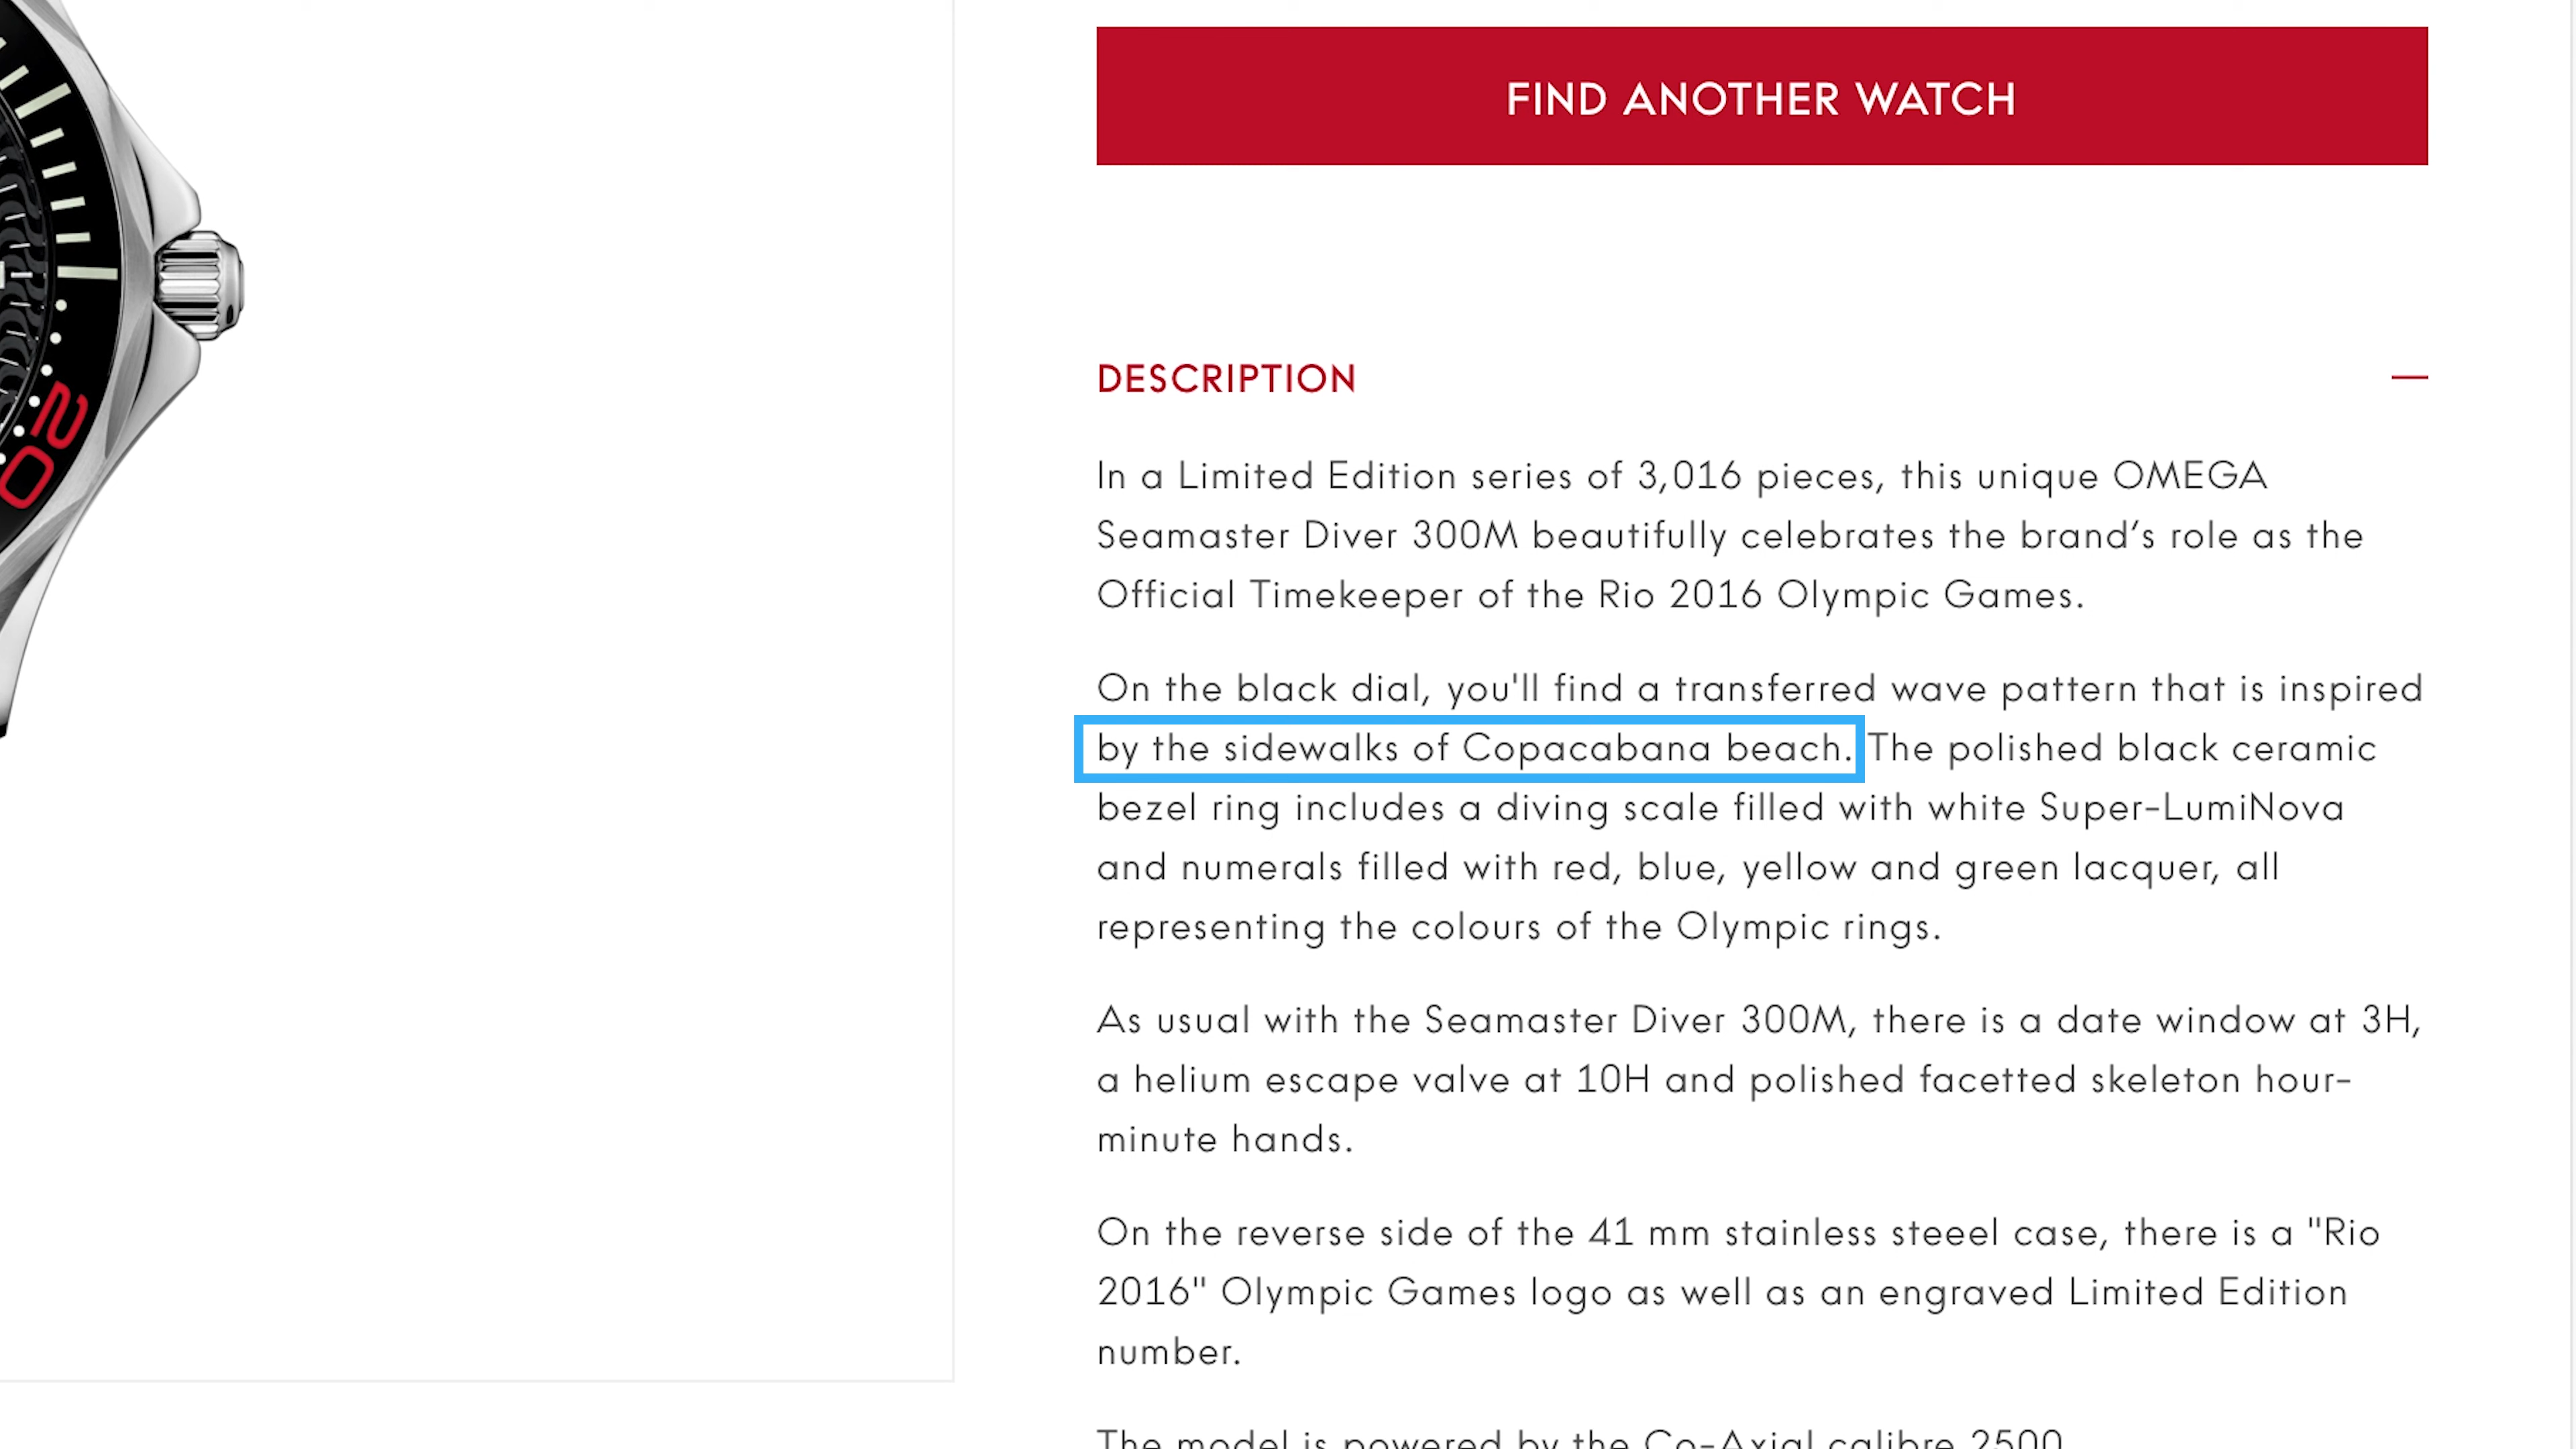 FIND ANOTHER WATCH
DESCRIPTION
In a Limited Edition series of 3,016 pieces, this unique OMEGA
Seamaster Diver 300M beautifully celebrates the brand’s role as the
Official Timekeeper of the Rio 2016 Olympic Games.
On the black dial, you'll find a transferred wave pattern that is inspired
by the sidewalks of Copacabana beach. The polished black ceramic
bezel ring includes a diving scale filled with white Super-LumiNova
and numerals filled with red, blue, yellow and green lacquer, all
representing the colours of the Olympic rings.
As usual with the Seamaster Diver 300M, there is a date window at 3H,
a helium escape valve at 10H and polished facetted skeleton hour-
minute hands.
On the reverse side of the 41 mm stainless steeel case, there is a "Rio
2016" Olympic Games logo as well as an engraved Limited Edition
number.
The model is powered by the Co-Axial calibre 2500
20